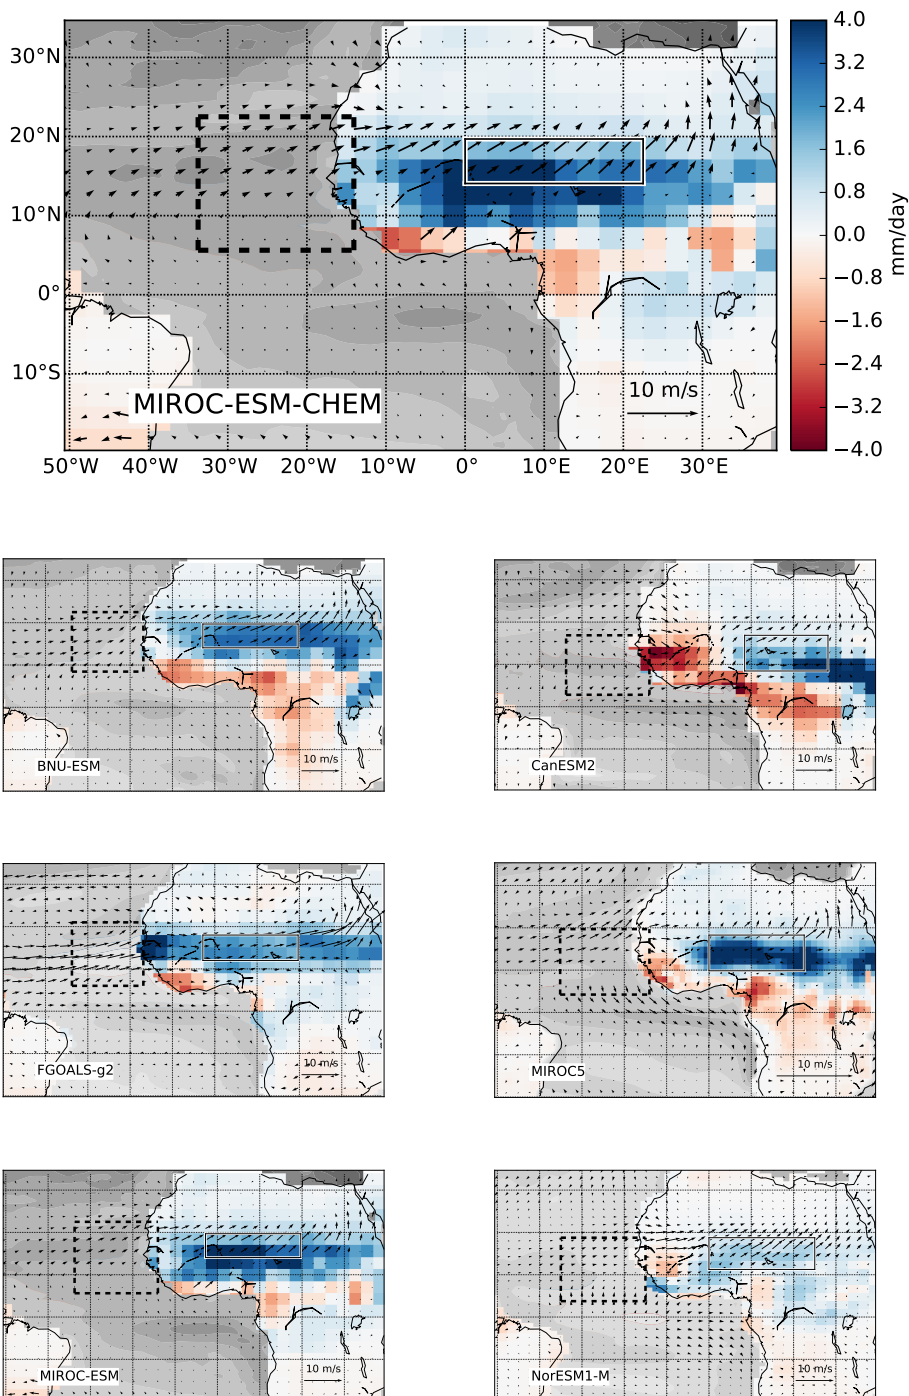 30°N
20°N
10°N
0°
10°S
50°W 40°W 30°W 20°W 10°W 0° 10°E 20°E 30°E
MIROC-ESM-CHEM
10 m/s
4.0
3.2
2.4
1.6
0.8
0.0
−0.8
−1.6
−2.4
−3.2
−4.0
mm/day
BNU-ESM
10 m/s
CanESM2
10 m/s
FGOALS-g2
10 m/s
MIROC5
10 m/s
MIROC-ESM
10 m/s
NorESM1-M
10 m/s